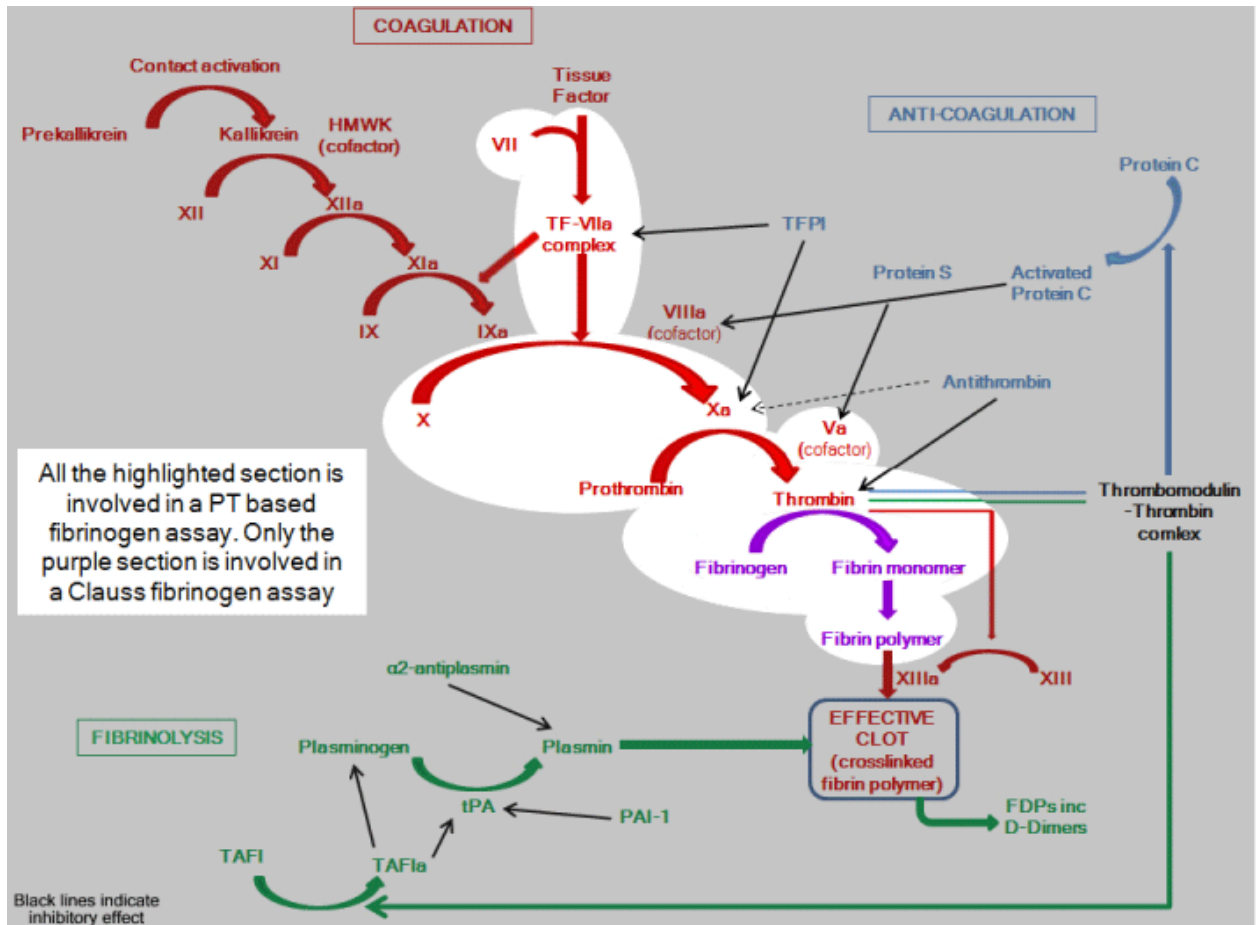 COAGULATION
Contact activation
Prekallikrein
Kallikrein
HMWK
(cofactor)
XII
XIIa
XI
XIa
IX
IXa
Tissue
Factor
VII
TF-VIIa
complex
VIIIa
(cofactor)
X
Xa
Va
(cofactor)
Prothrombin
Thrombin
Fibrinogen
Fibrin monomer
Fibrin polymer
XIIIa
XIII
EFFECTIVE
CLOT
(crosslinked
fibrin polymer)
ANTI-COAGULATION
Protein C
TFPI
Protein S
Activated
Protein C
Antithrombin
Thrombomodulin
-Thrombin
comlex
All the highlighted section is
involved in a PT based
fibrinogen assay. Only the
purple section is involved in
a Clauss fibrinogen assay
FIBRINOLYSIS
α2-antiplasmin
Plasminogen
Plasmin
tPA
PAI-1
TAFI
TAFIa
FDPs inc
D-Dimers
Black lines indicate
inhibitory effect